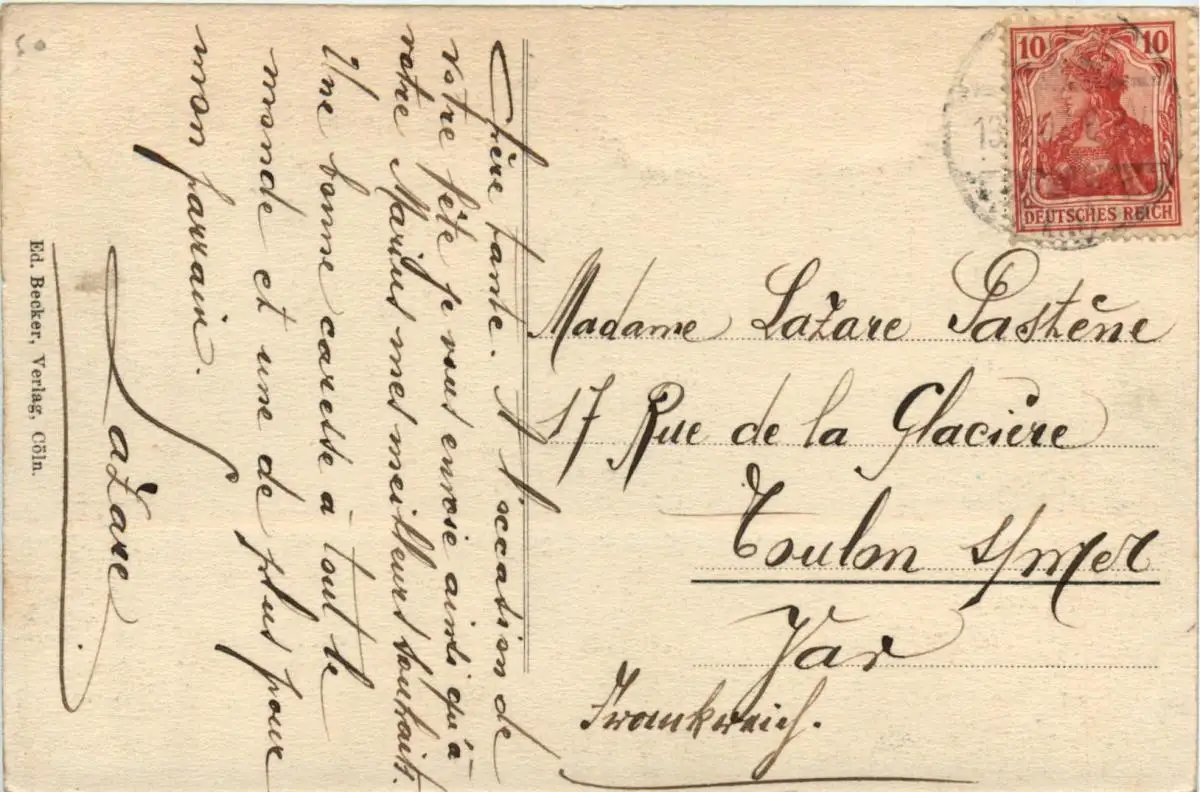 Chère tante. A l'occasion de
votre fête je vous envoie ainsi qu'à
votre Marius mes meilleurs souhaits.
Une bonne caresse à tout le
monde et une de plus pour
mon parrain.
Lazare
Ed. Becker, Verlag, Cöln.
10 10
DEUTSCHES REICH
Madame Lazare Pastène
17 Rue de la Glacière
Toulon s/mer
Var
Frankreich.